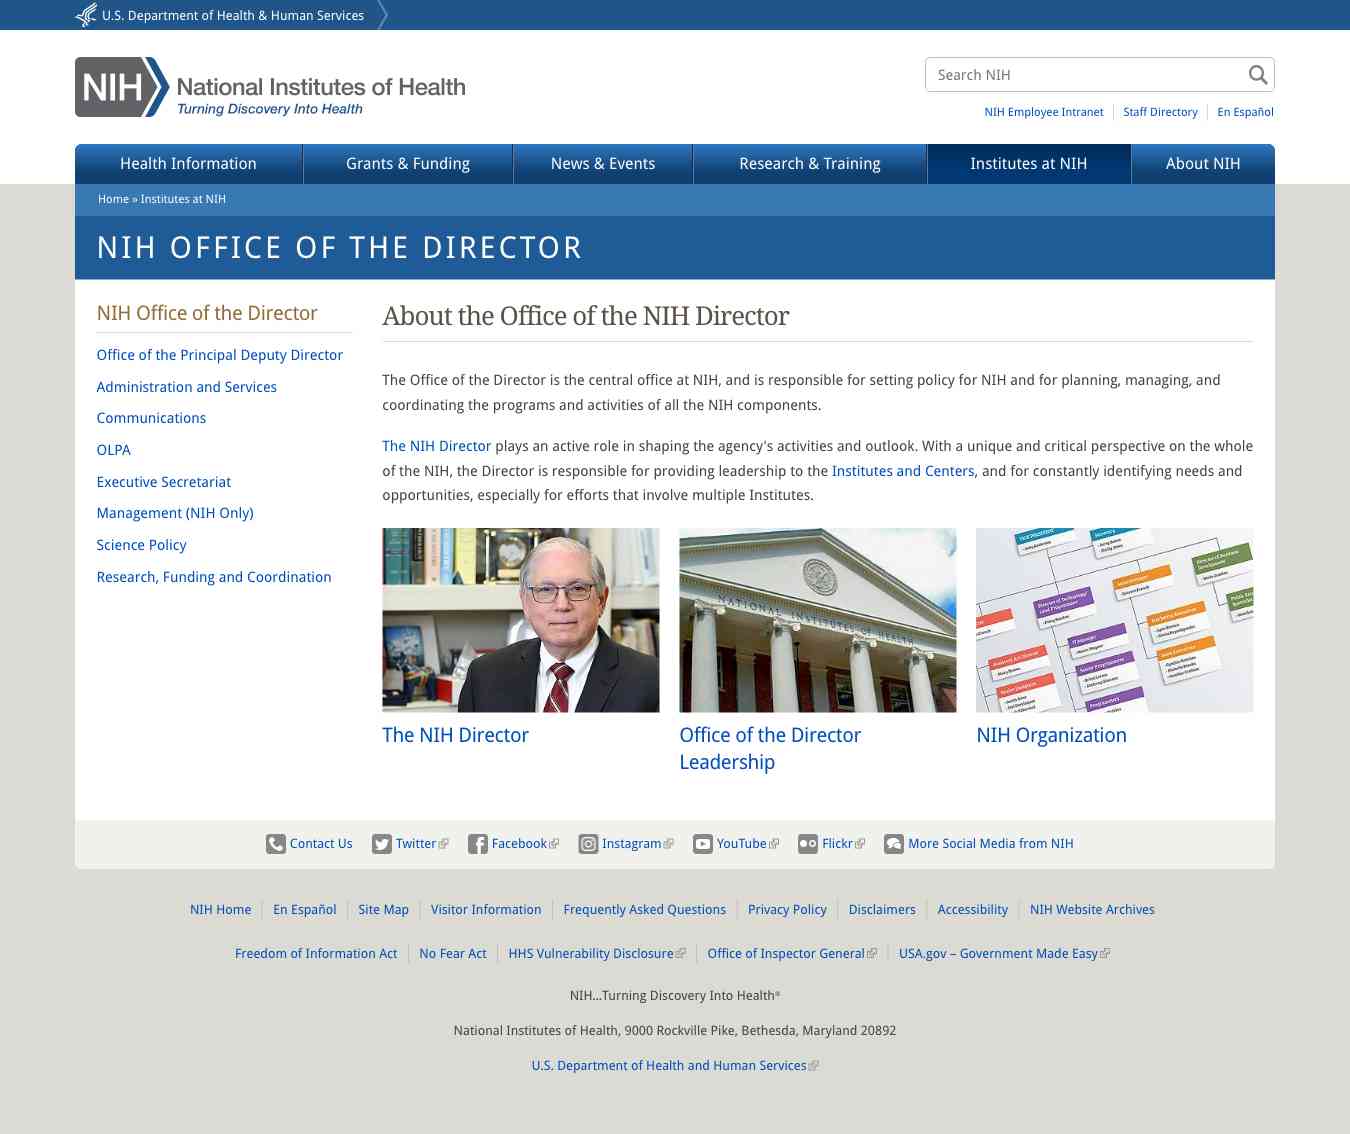 U.S. Department of Health & Human Services
NIH National Institutes of Health
Turning Discovery Into Health
Search NIH
NIH Employee Intranet Staff Directory En Español
Health Information Grants & Funding News & Events Research & Training Institutes at NIH About NIH
Home » Institutes at NIH
NIH OFFICE OF THE DIRECTOR
NIH Office of the Director
Office of the Principal Deputy Director
Administration and Services
Communications
OLPA
Executive Secretariat
Management (NIH Only)
Science Policy
Research, Funding and Coordination
About the Office of the NIH Director
The Office of the Director is the central office at NIH, and is responsible for setting policy for NIH and for planning, managing, and
coordinating the programs and activities of all the NIH components.
The NIH Director plays an active role in shaping the agency's activities and outlook. With a unique and critical perspective on the whole
of the NIH, the Director is responsible for providing leadership to the Institutes and Centers, and for constantly identifying needs and
opportunities, especially for efforts that involve multiple Institutes.
NATIONAL INSTITUTES OF HEALTH
The NIH Director
Office of the Director
Leadership
NIH Organization
Contact Us Twitter Facebook Instagram YouTube Flickr More Social Media from NIH
NIH Home En Español Site Map Visitor Information Frequently Asked Questions Privacy Policy Disclaimers Accessibility NIH Website Archives
Freedom of Information Act No Fear Act HHS Vulnerability Disclosure Office of Inspector General USA.gov – Government Made Easy
NIH...Turning Discovery Into Health®
National Institutes of Health, 9000 Rockville Pike, Bethesda, Maryland 20892
U.S. Department of Health and Human Services